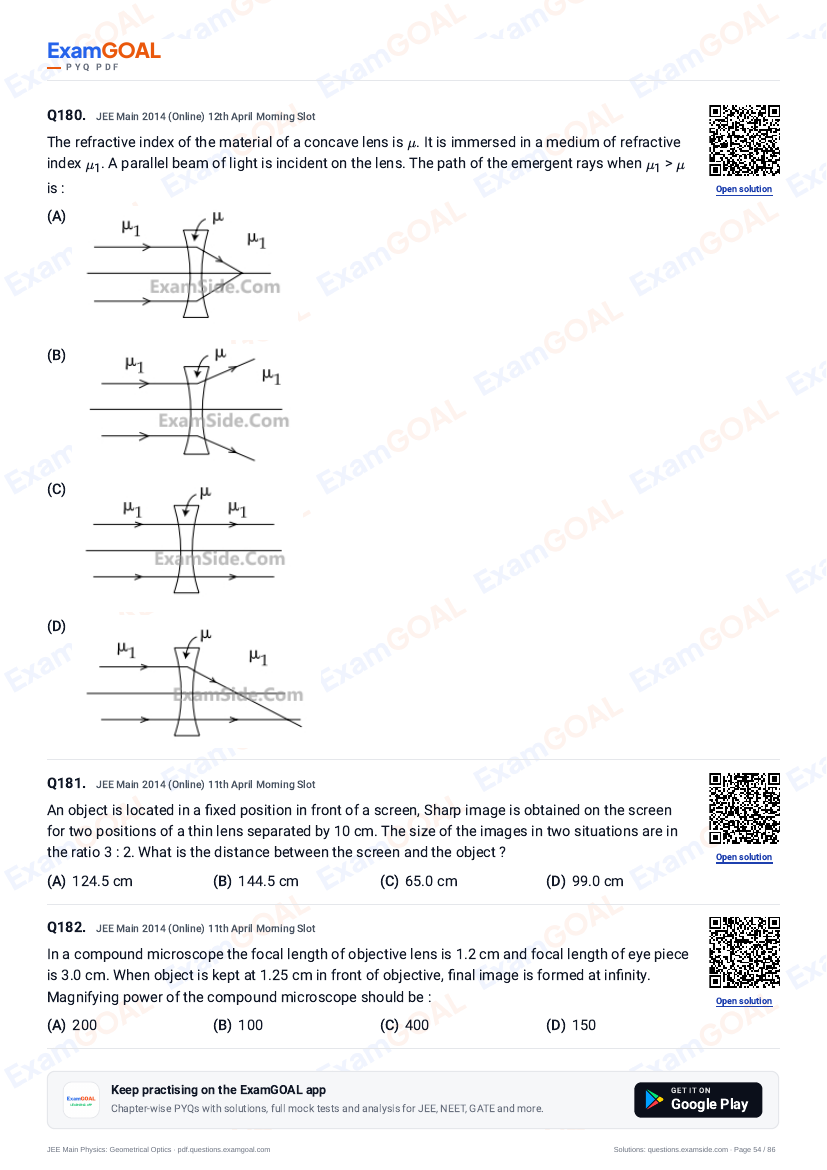 ExamGOAL
PYQ PDF
Q180. JEE Main 2014 (Online) 12th April Morning Slot
The refractive index of the material of a concave lens is μ. It is immersed in a medium of refractive
index μ1. A parallel beam of light is incident on the lens. The path of the emergent rays when μ1 > μ
is :
Open solution
(A)
μ1
μ
μ1
ExamSide.Com
(B)
μ1
μ
μ1
ExamSide.Com
(C)
μ1
μ
μ1
ExamSide.Com
(D)
μ1
μ
μ1
ExamSide.Com
Q181. JEE Main 2014 (Online) 11th April Morning Slot
An object is located in a fixed position in front of a screen, Sharp image is obtained on the screen
for two positions of a thin lens separated by 10 cm. The size of the images in two situations are in
the ratio 3 : 2. What is the distance between the screen and the object ?
Open solution
(A) 124.5 cm (B) 144.5 cm (C) 65.0 cm (D) 99.0 cm
Q182. JEE Main 2014 (Online) 11th April Morning Slot
In a compound microscope the focal length of objective lens is 1.2 cm and focal length of eye piece
is 3.0 cm. When object is kept at 1.25 cm in front of objective, final image is formed at infinity.
Magnifying power of the compound microscope should be :
Open solution
(A) 200 (B) 100 (C) 400 (D) 150
ExamGOAL
Keep practising on the ExamGOAL app
Chapter-wise PYQs with solutions, full mock tests and analysis for JEE, NEET, GATE and more.
GET IT ON
Google Play
JEE Main Physics: Geometrical Optics · pdf.questions.examgoal.com
Solutions: questions.examside.com · Page 54 / 86